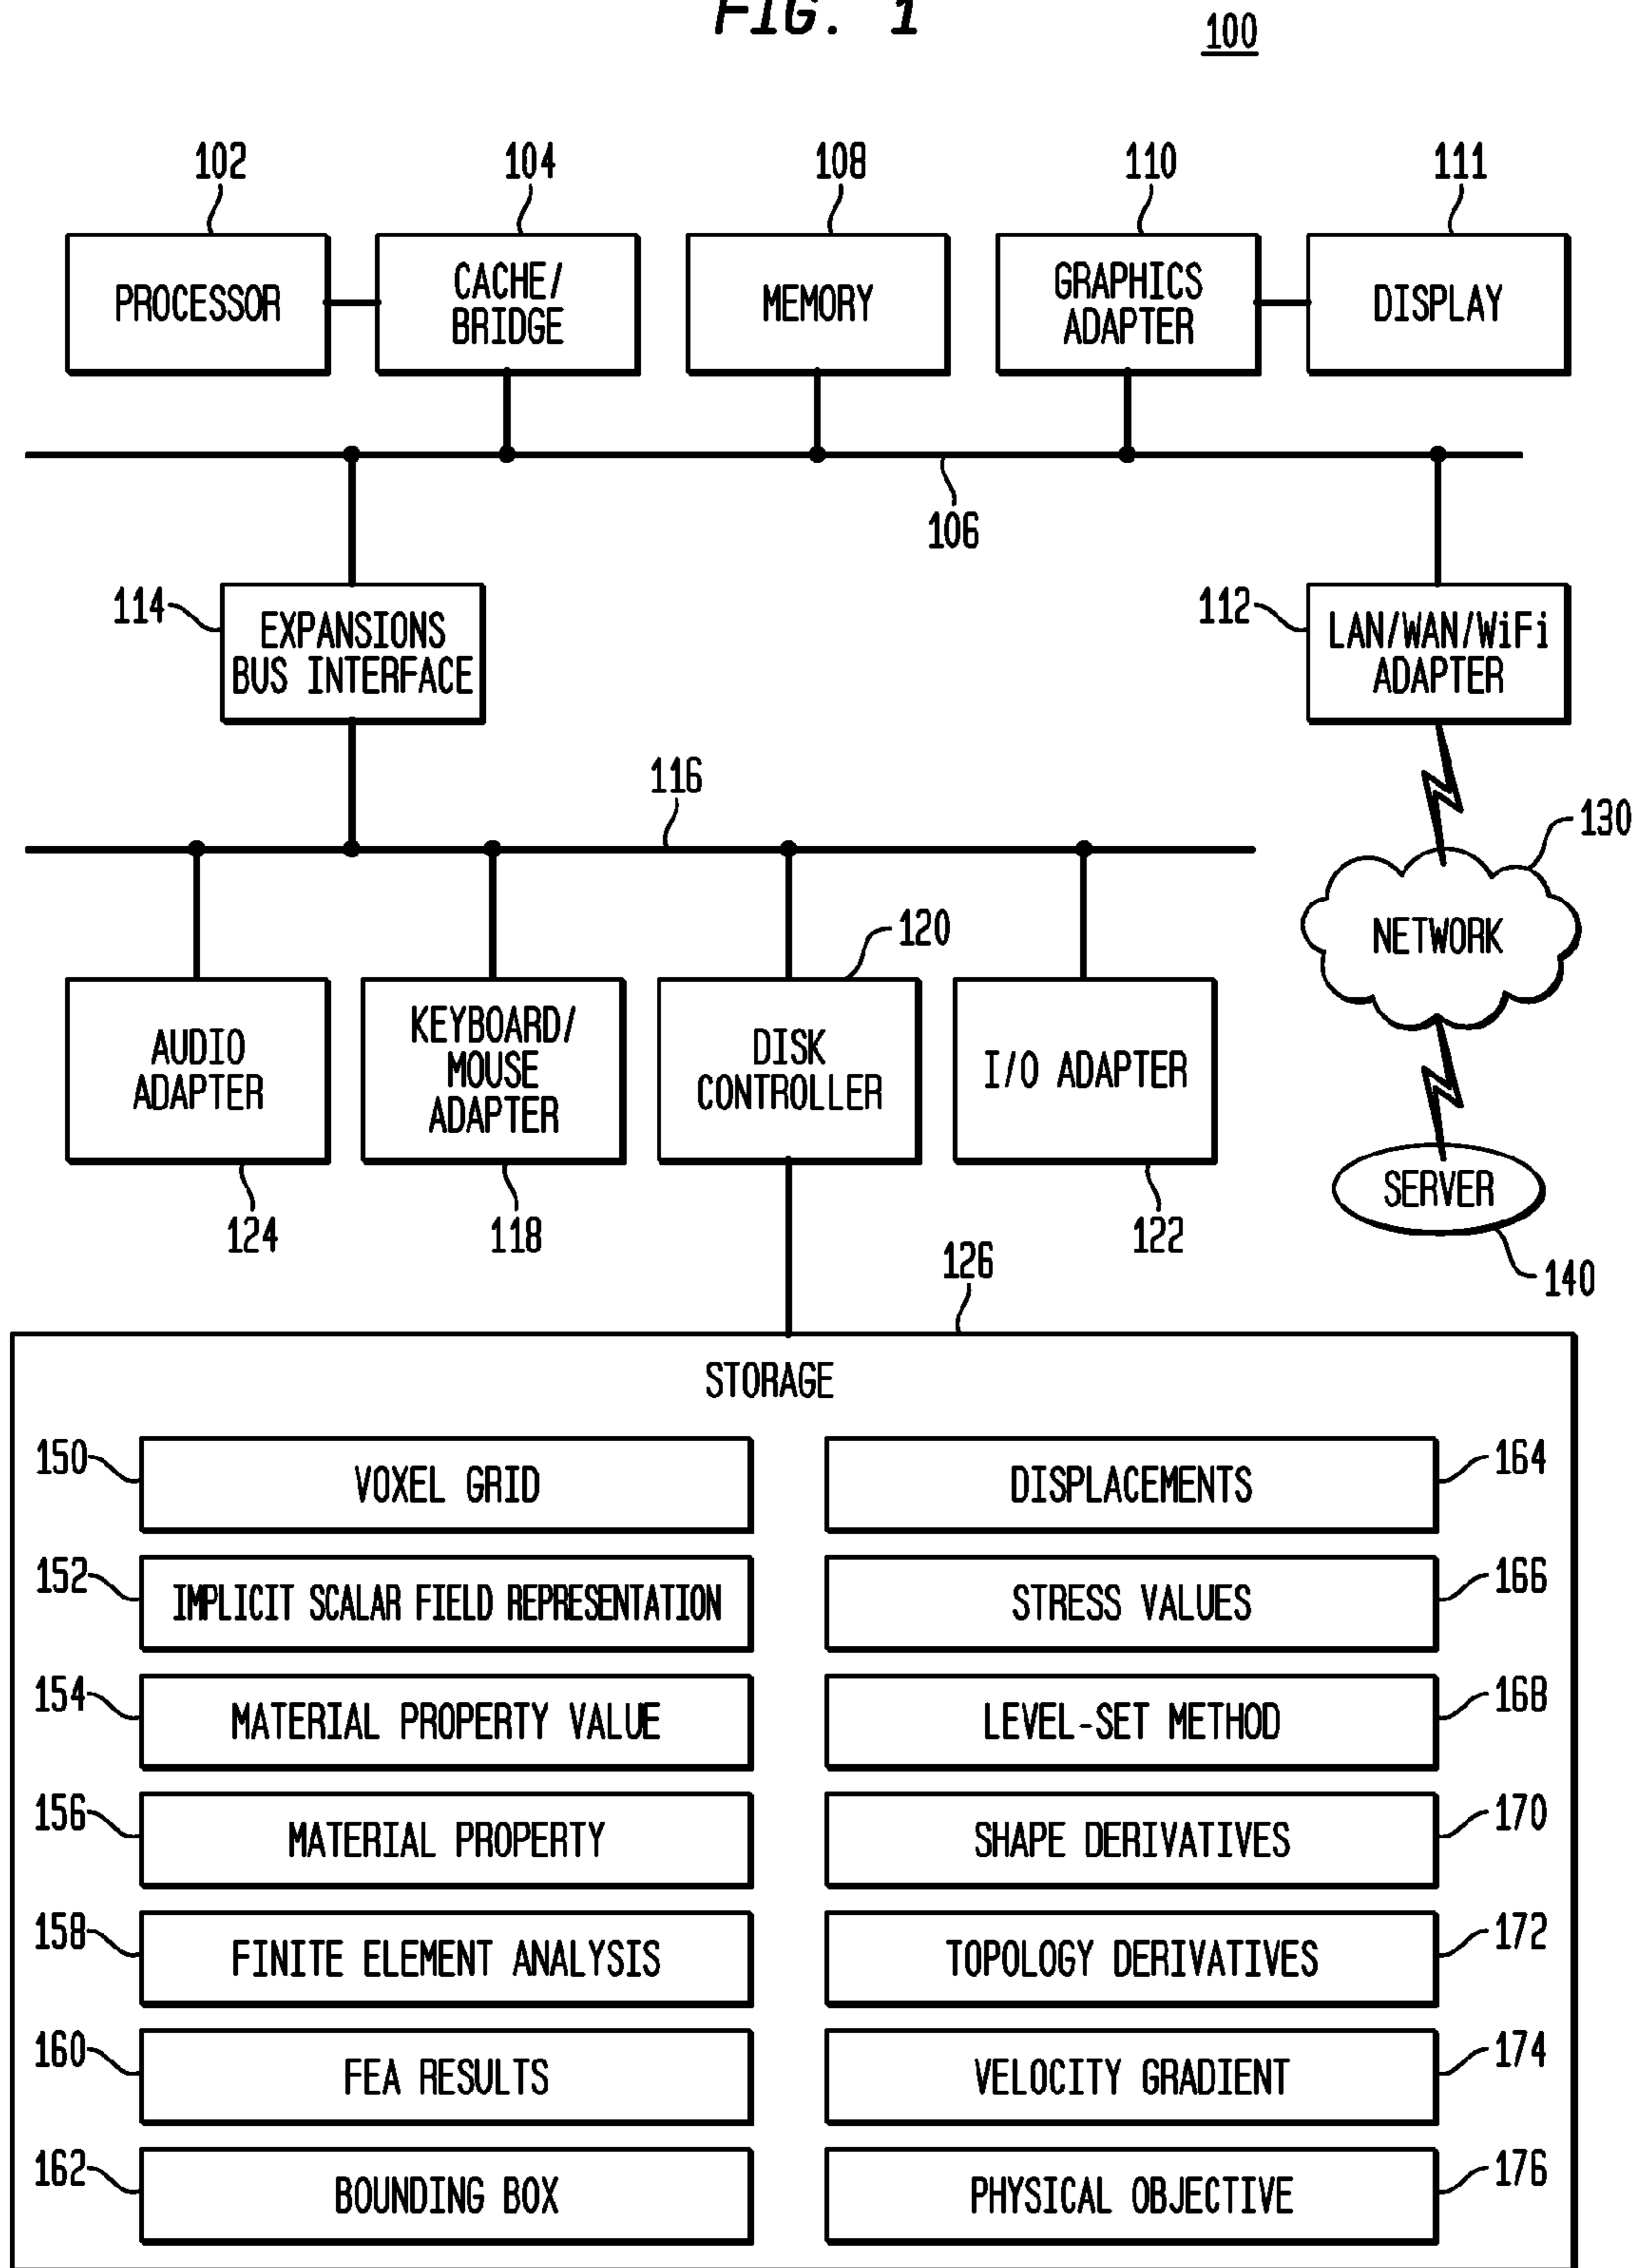 FIG. 1
100
102
104
108
110
111
PROCESSOR
CACHE/
BRIDGE
MEMORY
GRAPHICS
ADAPTER
DISPLAY
106
114
EXPANSIONS
BUS INTERFACE
112
LAN/WAN/WiFi
ADAPTER
116
130
NETWORK
120
AUDIO
ADAPTER
KEYBOARD/
MOUSE
ADAPTER
DISK
CONTROLLER
I/O ADAPTER
124
118
122
SERVER
140
126
STORAGE
150
VOXEL GRID
DISPLACEMENTS
164
152
IMPLICIT SCALAR FIELD REPRESENTATION
STRESS VALUES
166
154
MATERIAL PROPERTY VALUE
LEVEL-SET METHOD
168
156
MATERIAL PROPERTY
SHAPE DERIVATIVES
170
158
FINITE ELEMENT ANALYSIS
TOPOLOGY DERIVATIVES
172
160
FEA RESULTS
VELOCITY GRADIENT
174
162
BOUNDING BOX
PHYSICAL OBJECTIVE
176